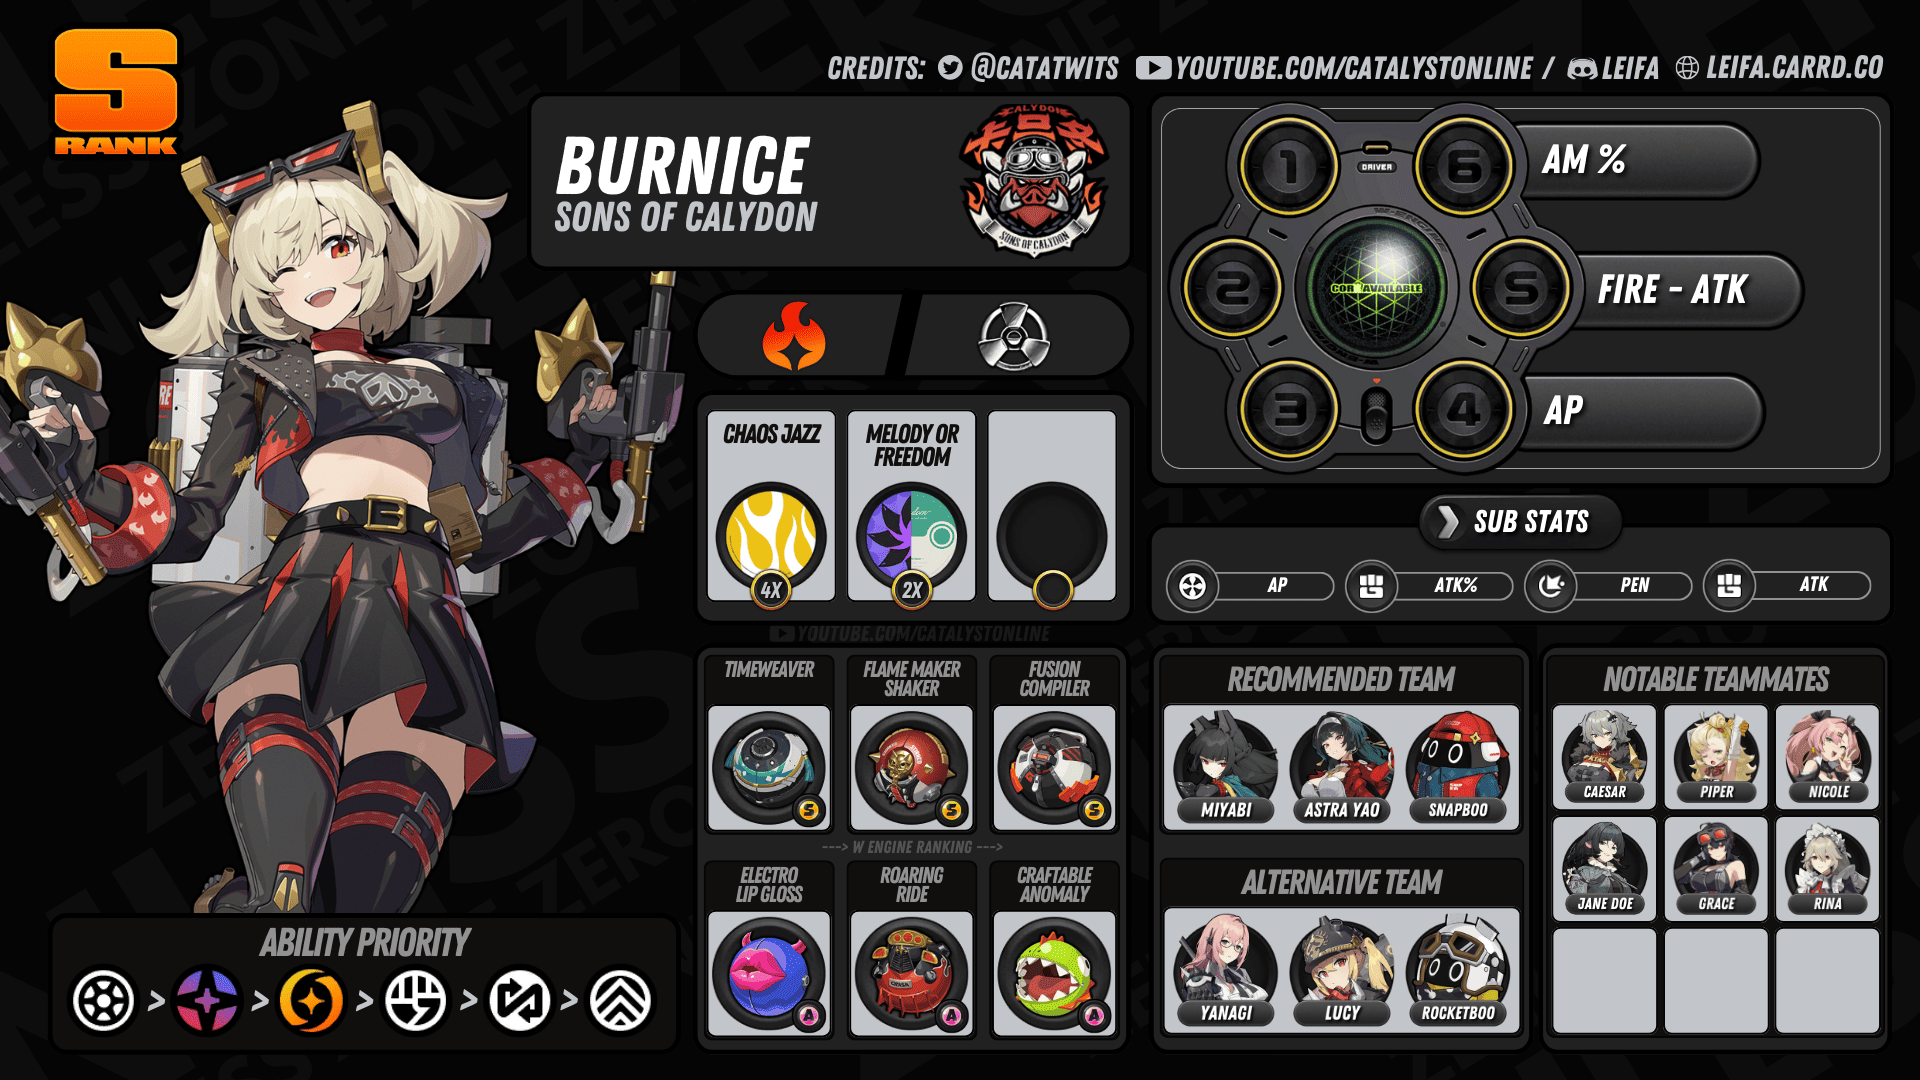 S
RANK
CREDITS: @CATATWITS YOUTUBE.COM/CATALYSTONLINE / LEIFA LEIFA.CARRD.CO
BURNICE
SONS OF CALYDON
CALYDON
SONS OF CALYDON
1
6
DRIVER
AM %
2
5
FIRE - ATK
3
4
AP
CHAOS JAZZ
4X
MELODY OR
FREEDOM
2X
SUB STATS
AP
ATK%
PEN
ATK
YOUTUBE.COM/CATALYSTONLINE
TIMEWEAVER
S
FLAME MAKER
SHAKER
S
FUSION
COMPILER
S
---> W ENGINE RANKING --->
ELECTRO
LIP GLOSS
A
ROARING
RIDE
A
CRAFTABLE
ANOMALY
A
RECOMMENDED TEAM
MIYABI
ASTRA YAO
SNAPBOO
ALTERNATIVE TEAM
YANAGI
LUCY
ROCKETBOO
NOTABLE TEAMMATES
CAESAR
PIPER
NICOLE
JANE DOE
GRACE
RINA
ABILITY PRIORITY
> > > > >